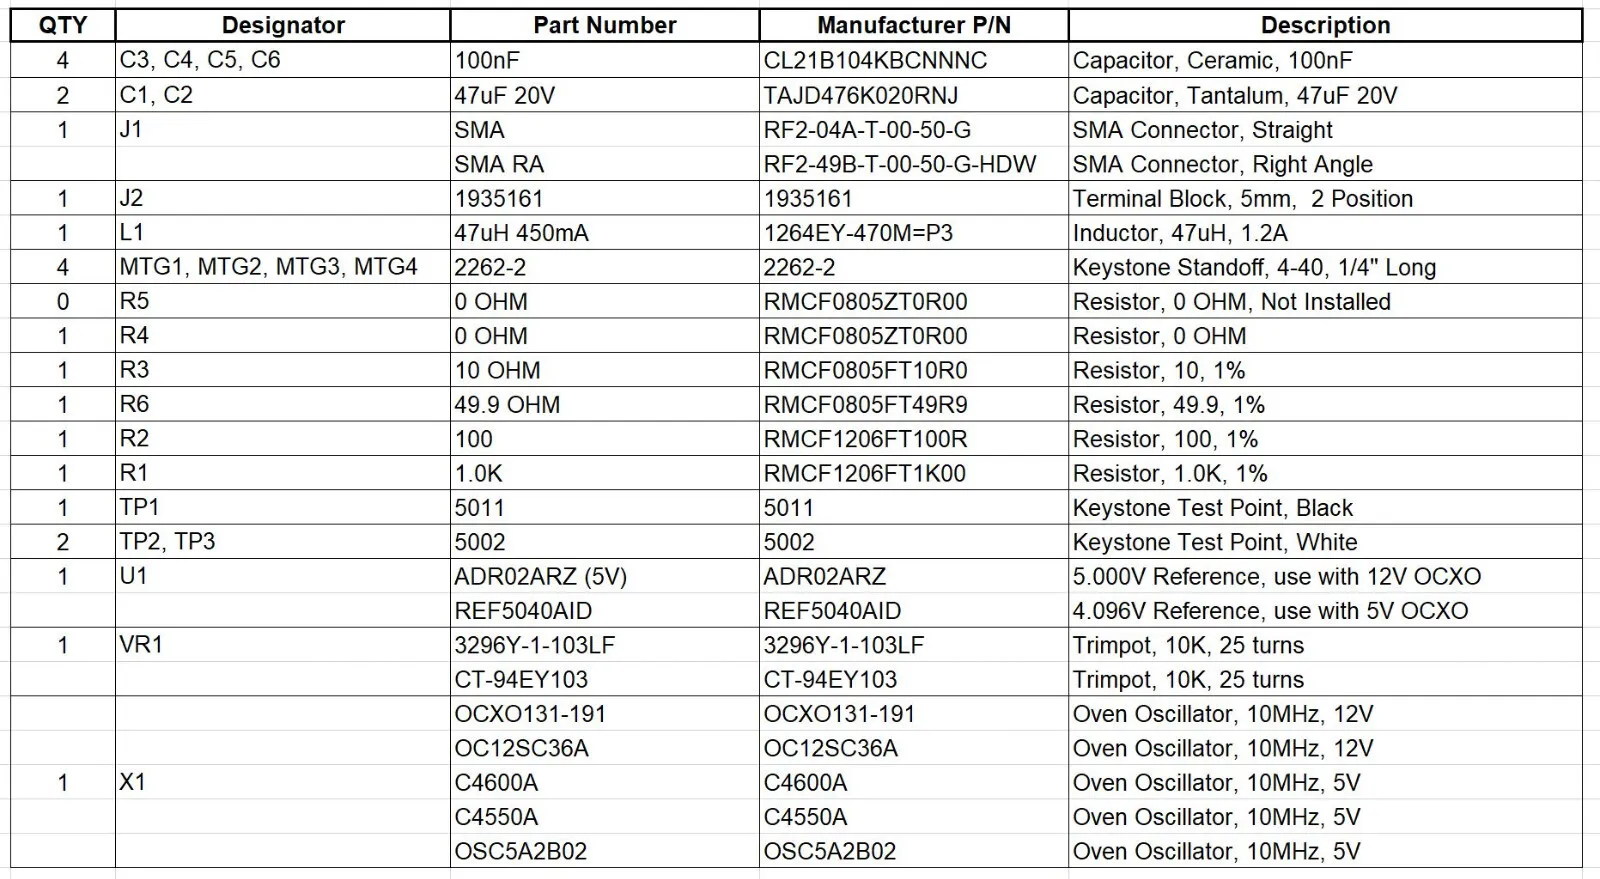 QTY Designator Part Number Manufacturer P/N Description
4 C3, C4, C5, C6 100nF CL21B104KBCNNNC Capacitor, Ceramic, 100nF
2 C1, C2 47uF 20V TAJD476K020RNJ Capacitor, Tantalum, 47uF 20V
1 J1 SMA RF2-04A-T-00-50-G SMA Connector, Straight
SMA RA RF2-49B-T-00-50-G-HDW SMA Connector, Right Angle
1 J2 1935161 1935161 Terminal Block, 5mm, 2 Position
1 L1 47uH 450mA 1264EY-470M=P3 Inductor, 47uH, 1.2A
4 MTG1, MTG2, MTG3, MTG4 2262-2 2262-2 Keystone Standoff, 4-40, 1/4" Long
0 R5 0 OHM RMCF0805ZT0R00 Resistor, 0 OHM, Not Installed
1 R4 0 OHM RMCF0805ZT0R00 Resistor, 0 OHM
1 R3 10 OHM RMCF0805FT10R0 Resistor, 10, 1%
1 R6 49.9 OHM RMCF0805FT49R9 Resistor, 49.9, 1%
1 R2 100 RMCF1206FT100R Resistor, 100, 1%
1 R1 1.0K RMCF1206FT1K00 Resistor, 1.0K, 1%
1 TP1 5011 5011 Keystone Test Point, Black
2 TP2, TP3 5002 5002 Keystone Test Point, White
1 U1 ADR02ARZ (5V) ADR02ARZ 5.000V Reference, use with 12V OCXO
REF5040AID REF5040AID 4.096V Reference, use with 5V OCXO
1 VR1 3296Y-1-103LF 3296Y-1-103LF Trimpot, 10K, 25 turns
CT-94EY103 CT-94EY103 Trimpot, 10K, 25 turns
OCXO131-191 OCXO131-191 Oven Oscillator, 10MHz, 12V
OC12SC36A OC12SC36A Oven Oscillator, 10MHz, 12V
1 X1 C4600A C4600A Oven Oscillator, 10MHz, 5V
C4550A C4550A Oven Oscillator, 10MHz, 5V
OSC5A2B02 OSC5A2B02 Oven Oscillator, 10MHz, 5V